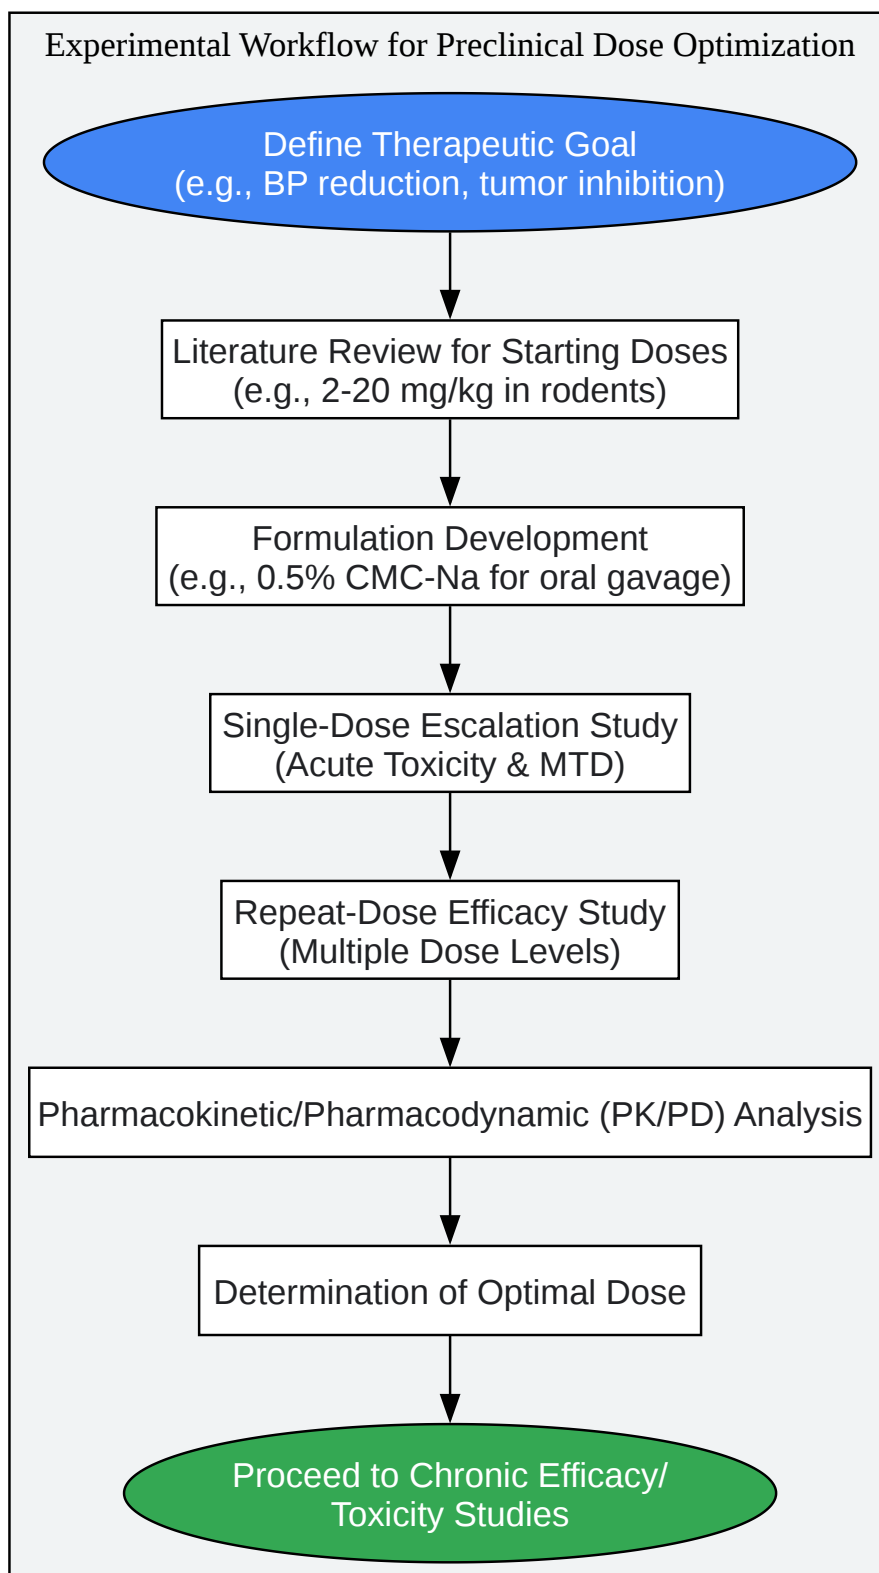 Experimental Workflow for Preclinical Dose Optimization
Define Therapeutic Goal
(e.g., BP reduction, tumor inhibition)
Literature Review for Starting Doses
(e.g., 2-20 mg/kg in rodents)
Formulation Development
(e.g., 0.5% CMC-Na for oral gavage)
Single-Dose Escalation Study
(Acute Toxicity & MTD)
Repeat-Dose Efficacy Study
(Multiple Dose Levels)
Pharmacokinetic/Pharmacodynamic (PK/PD) Analysis
Determination of Optimal Dose
Proceed to Chronic Efficacy/
Toxicity Studies